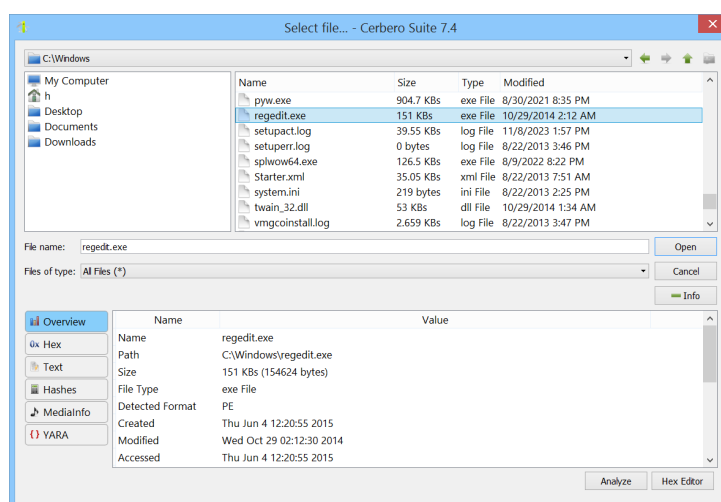 Select file... - Cerbero Suite 7.4
C:\Windows
My Computer
h
Desktop
Documents
Downloads
Name Size Type Modified
pyw.exe 904.7 KBs exe File 8/30/2021 8:35 PM
regedit.exe 151 KBs exe File 10/29/2014 2:12 AM
setupact.log 39.55 KBs log File 11/8/2023 1:57 PM
setuperr.log 0 bytes log File 8/22/2013 3:46 PM
splwow64.exe 126.5 KBs exe File 8/9/2022 8:22 PM
Starter.xml 35.05 KBs xml File 8/22/2013 7:51 AM
system.ini 219 bytes ini File 8/22/2013 2:25 PM
twain_32.dll 53 KBs dll File 10/29/2014 1:34 AM
vmgcoinstall.log 2.659 KBs log File 8/22/2013 3:47 PM
File name: regedit.exe Open
Files of type: All Files (*) Cancel
Info
Overview
0x Hex
Text
Hashes
MediaInfo
{} YARA
Name Value
Name regedit.exe
Path C:\Windows\regedit.exe
Size 151 KBs (154624 bytes)
File Type exe File
Detected Format PE
Created Thu Jun 4 12:20:55 2015
Modified Wed Oct 29 02:12:30 2014
Accessed Thu Jun 4 12:20:55 2015
Analyze Hex Editor